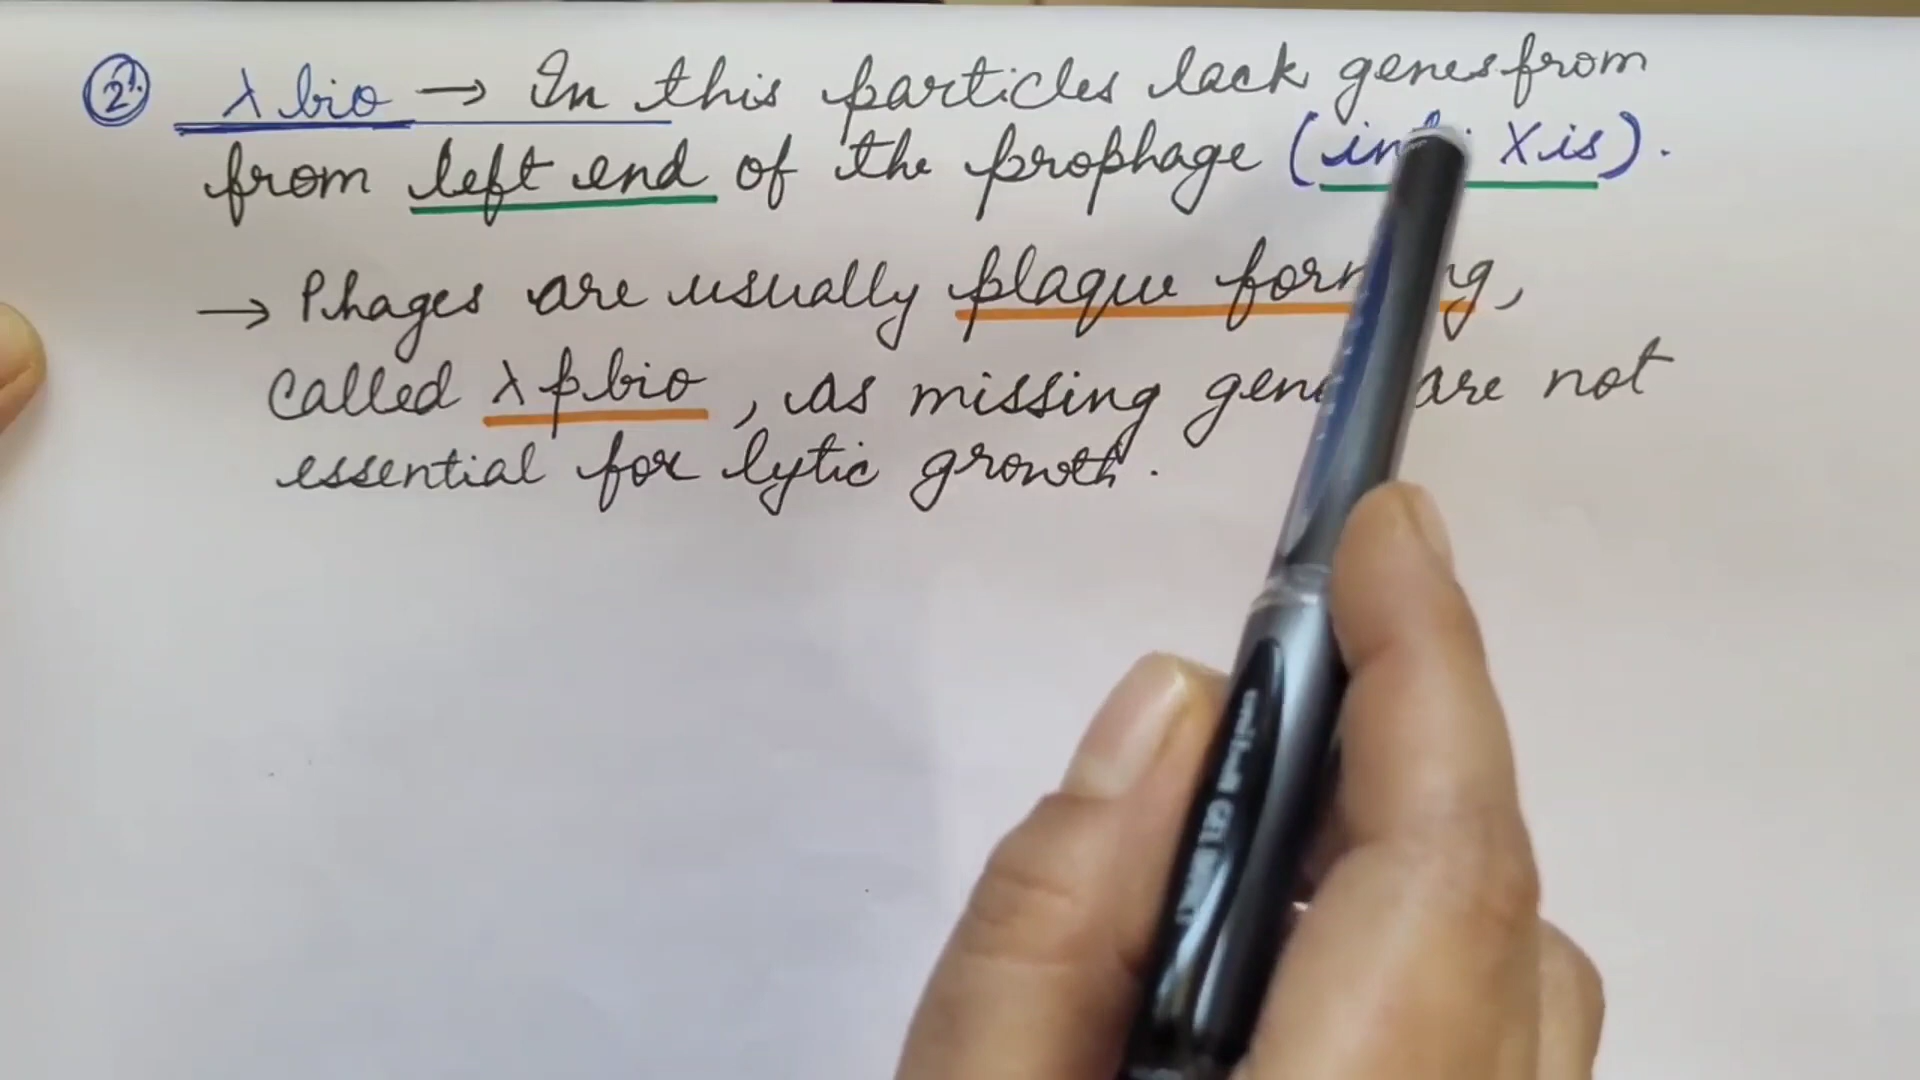 2. λ bio → In this particles lack genes from
from left end of the prophage ( Xis).
→ Phages are usually plaque
called λ p bio, as missing are not
essential for lytic growth.